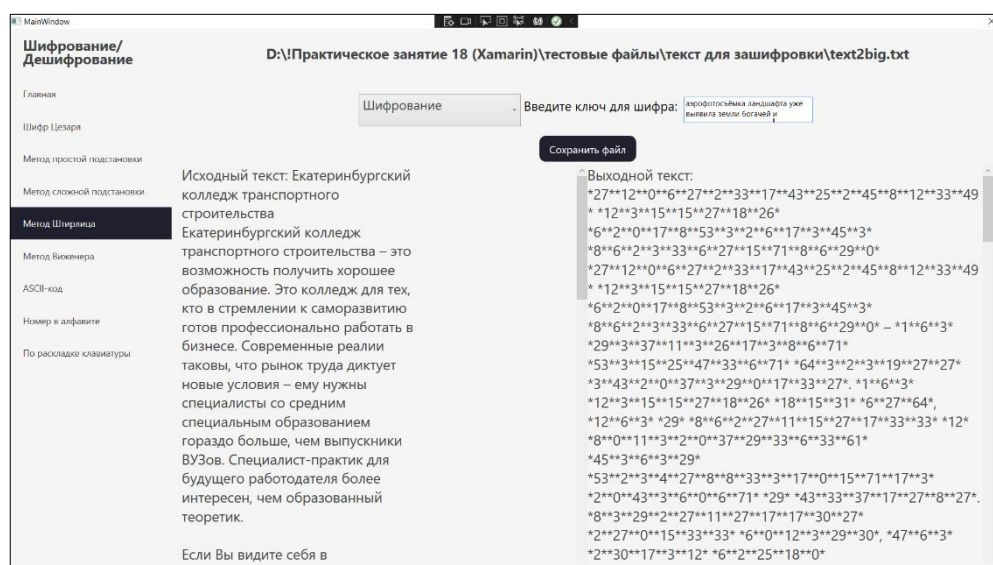 MainWindow
Шифрование/
Дешифрование
D:\!Практическое занятие 18 (Xamarin)\тестовые файлы\текст для зашифровки\text2big.txt
Главная
Шифр Цезаря
Метод простой подстановки
Метод сложной подстановки
Метод Штирлица
Метод Виженера
ASCII-код
Номер в алфавите
По раскладке клавиатуры
Шифрование
Введите ключ для шифра:
аэрофотосъёмка ландшафта уже
выявила земли богачей и
Сохранить файл
Исходный текст: Екатеринбургский
колледж транспортного
строительства
Екатеринбургский колледж
транспортного строительства – это
возможность получить хорошее
образование. Это колледж для тех,
кто в стремлении к саморазвитию
готов профессионально работать в
бизнесе. Современные реалии
таковы, что рынок труда диктует
новые условия – ему нужны
специалисты со средним
специальным образованием
гораздо больше, чем выпускники
ВУЗов. Специалист-практик для
будущего работодателя более
интересен, чем образованный
теоретик.
Если Вы видите себя в
Выходной текст:
*27**12**0**6**27**2**33**17**43**25**2**45**8**12**33**49
* *12**3**15**15**27**18**26*
*6**2**0**17**8**53**3**2**6**17**3**45**3*
*8**6**2**3**33**6**27**15**71**8**6**29**0*
*27**12**0**6**27**2**33**17**43**25**2**45**8**12**33**49
* *12**3**15**15**27**18**26*
*6**2**0**17**8**53**3**2**6**17**3**45**3*
*8**6**2**3**33**6**27**15**71**8**6**29**0* – *1**6**3*
*29**3**37**11**3**26**17**3**8**6**71*
*53**3**15**25**47**33**6**71* *64**3**2**3**19**27**27*
*3**43**2**0**37**3**29**0**17**33**27*. *1**6**3*
*12**3**15**15**27**18**26* *18**15**31* *6**27**64*,
*12**6**3* *29* *8**6**2**27**11**15**27**17**33**33* *12*
*8**0**11**3**2**0**37**29**33**6**33**61*
*45**3**6**3**29*
*53**2**3**4**27**8**8**33**3**17**0**15**71**17**3*
*2**0**43**3**6**0**6**71* *29* *43**33**37**17**27**8**27*.
*8**3**29**2**27**11**27**17**17**30**27*
*2**27**0**15**33**33* *6**0**12**3**29**30*, *47**6**3*
*2**30**17**3**12* *6**2**25**18**0*